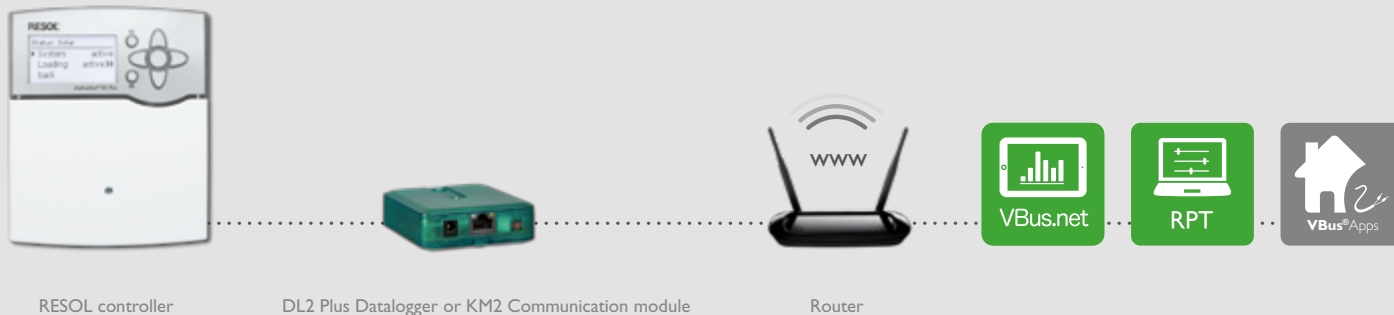 RESOL
Status: Solar
System active
Loading active
back
www
VBus.net
RPT
VBus®Apps
RESOL controller
DL2 Plus Datalogger or KM2 Communication module
Router